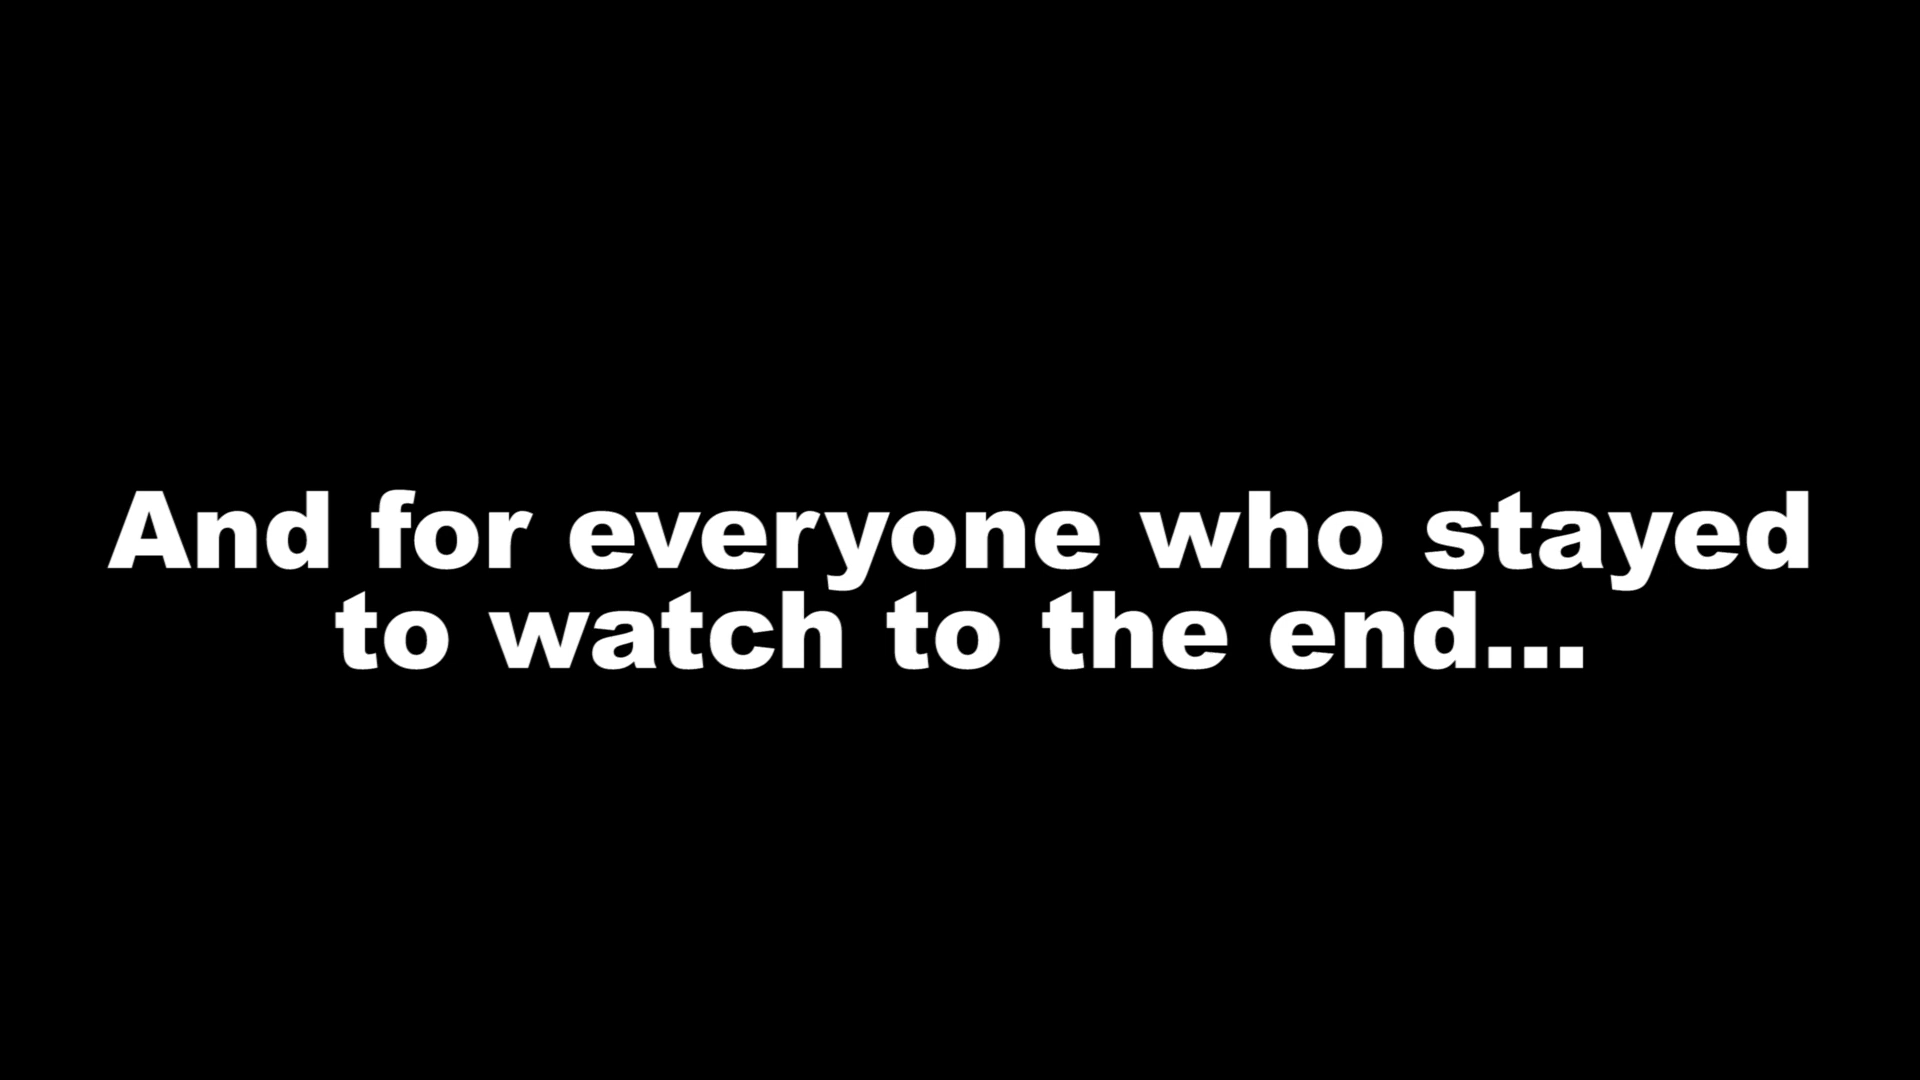 And for everyone who stayed
to watch to the end...